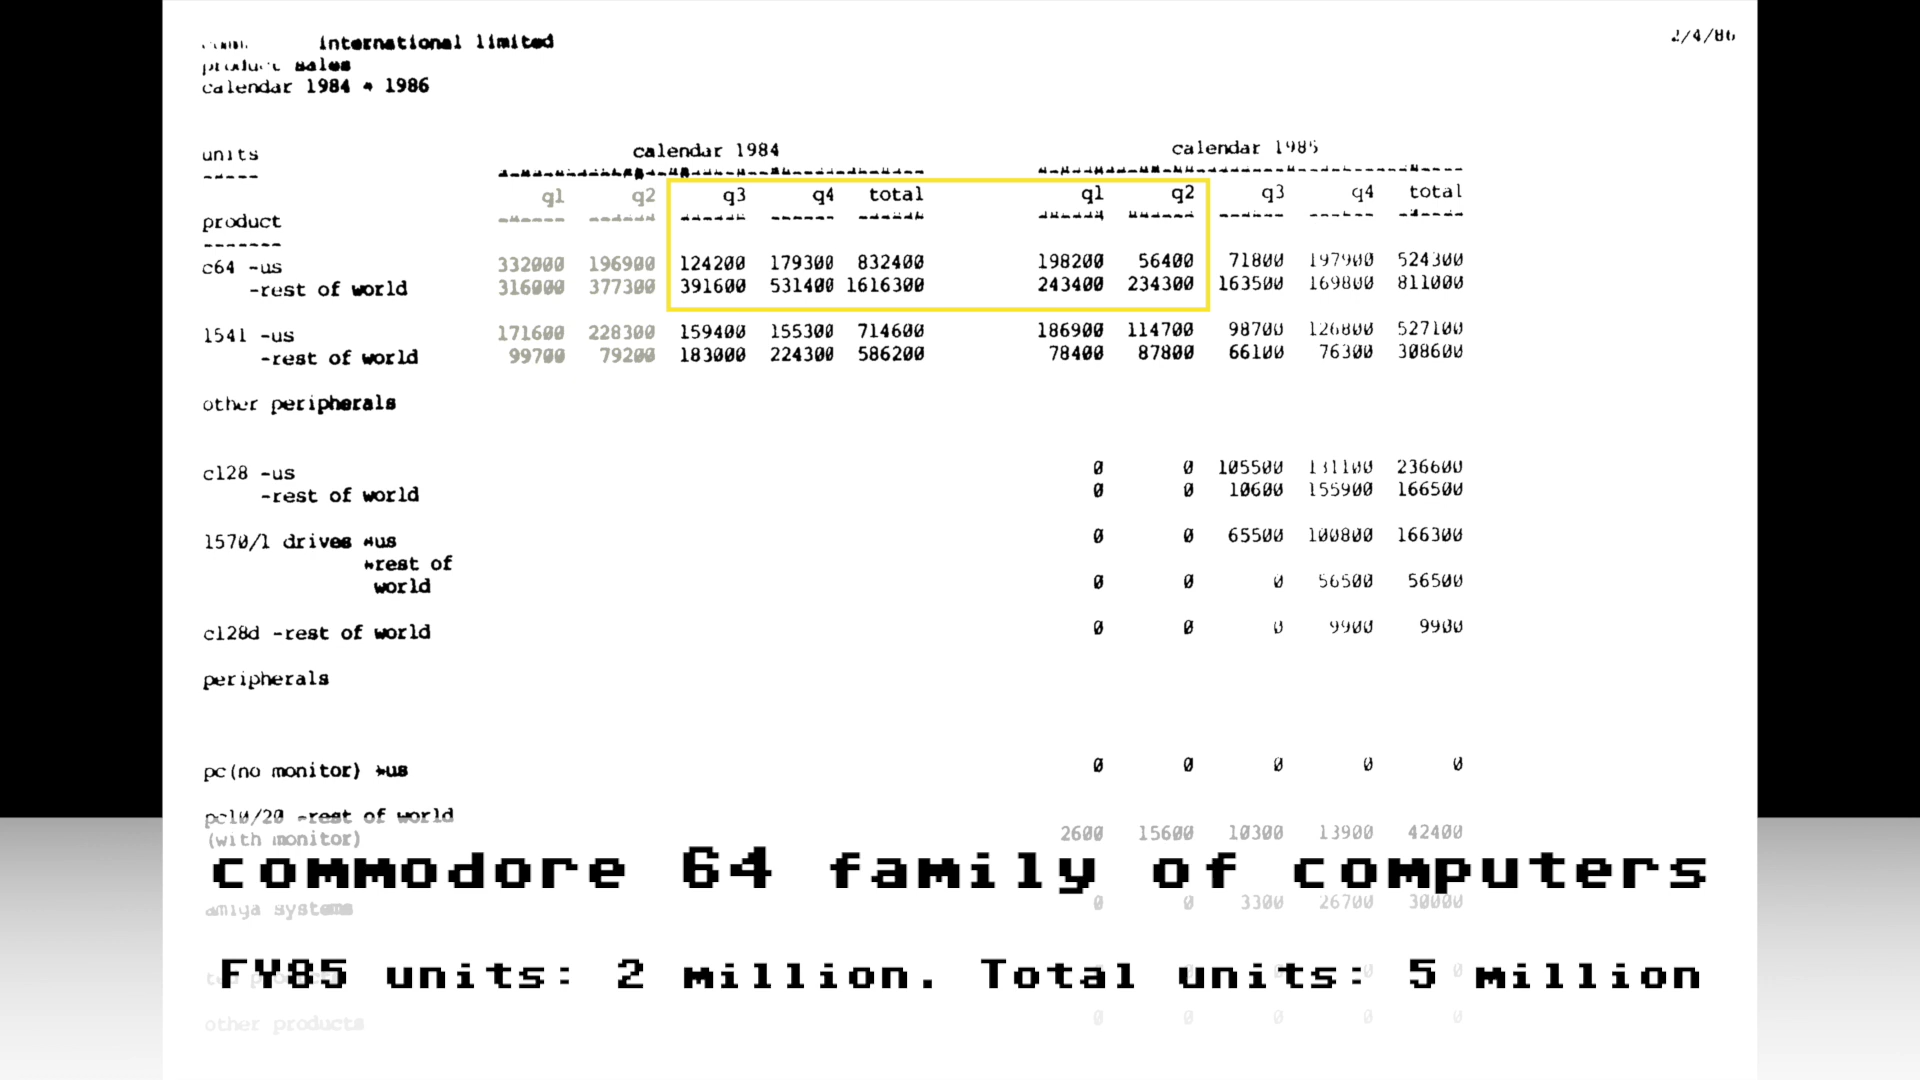 international limited 2/4/86
product sales
calendar 1984 * 1986
units calendar 1984 calendar 1985
q1 q2 q3 q4 total q1 q2 q3 q4 total
product
c64 -us 332000 196900 124200 179300 832400 198200 56400 71800 197900 524300
-rest of world 316000 377300 391600 531400 1616300 243400 234300 163500 169800 811000
1541 -us 171600 228300 159400 155300 714600 186900 114700 98700 126800 527100
-rest of world 99700 79200 183000 224300 586200 78400 87800 66100 76300 308600
other peripherals
c128 -us 0 0 105500 131100 236600
-rest of world 0 0 10600 155900 166500
1570/1 drives *us 0 0 65500 100800 166300
*rest of
world 0 0 0 56500 56500
c128d -rest of world 0 0 0 9900 9900
peripherals
pc(no monitor) *us 0 0 0 0 0
pc10/20 -rest of world
(with monitor) 2600 15600 10300 13900 42400
commodore 64 family of computers
amiga systems 0 0 3300 26700 30000
FY85 units: 2 million. Total units: 5 million
other products 0 0 0 0 0